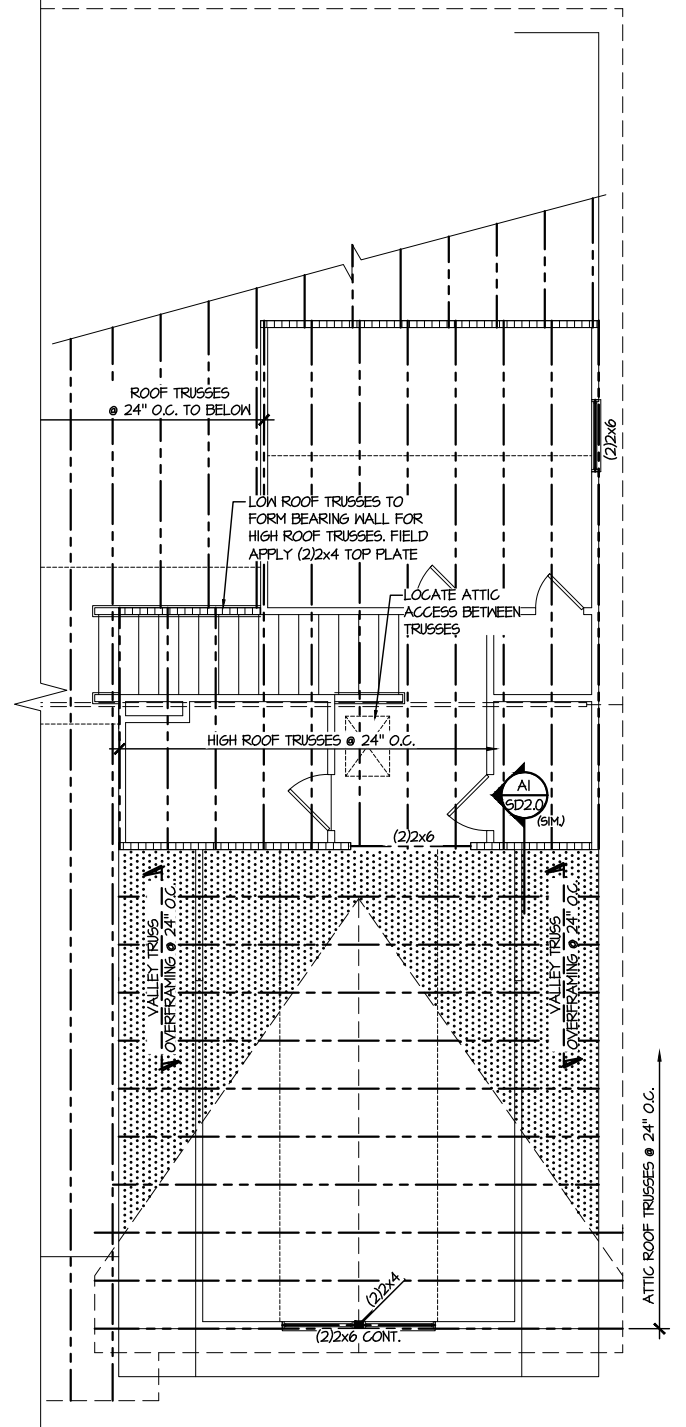 ROOF TRUSSES
@ 24" O.C. TO BELOW
(2)2x6
LOW ROOF TRUSSES TO
FORM BEARING WALL FOR
HIGH ROOF TRUSSES. FIELD
APPLY (2)2x4 TOP PLATE
LOCATE ATTIC
ACCESS BETWEEN
TRUSSES
HIGH ROOF TRUSSES @ 24" O.C.
A1
SD2.0
(SIM.)
(2)2x6
VALLEY TRUSS
OVERFRAMING @ 24" O.C.
VALLEY TRUSS
OVERFRAMING @ 24" O.C.
ATTIC ROOF TRUSSES @ 24" O.C.
(2)2x4
(2)2x6 CONT.